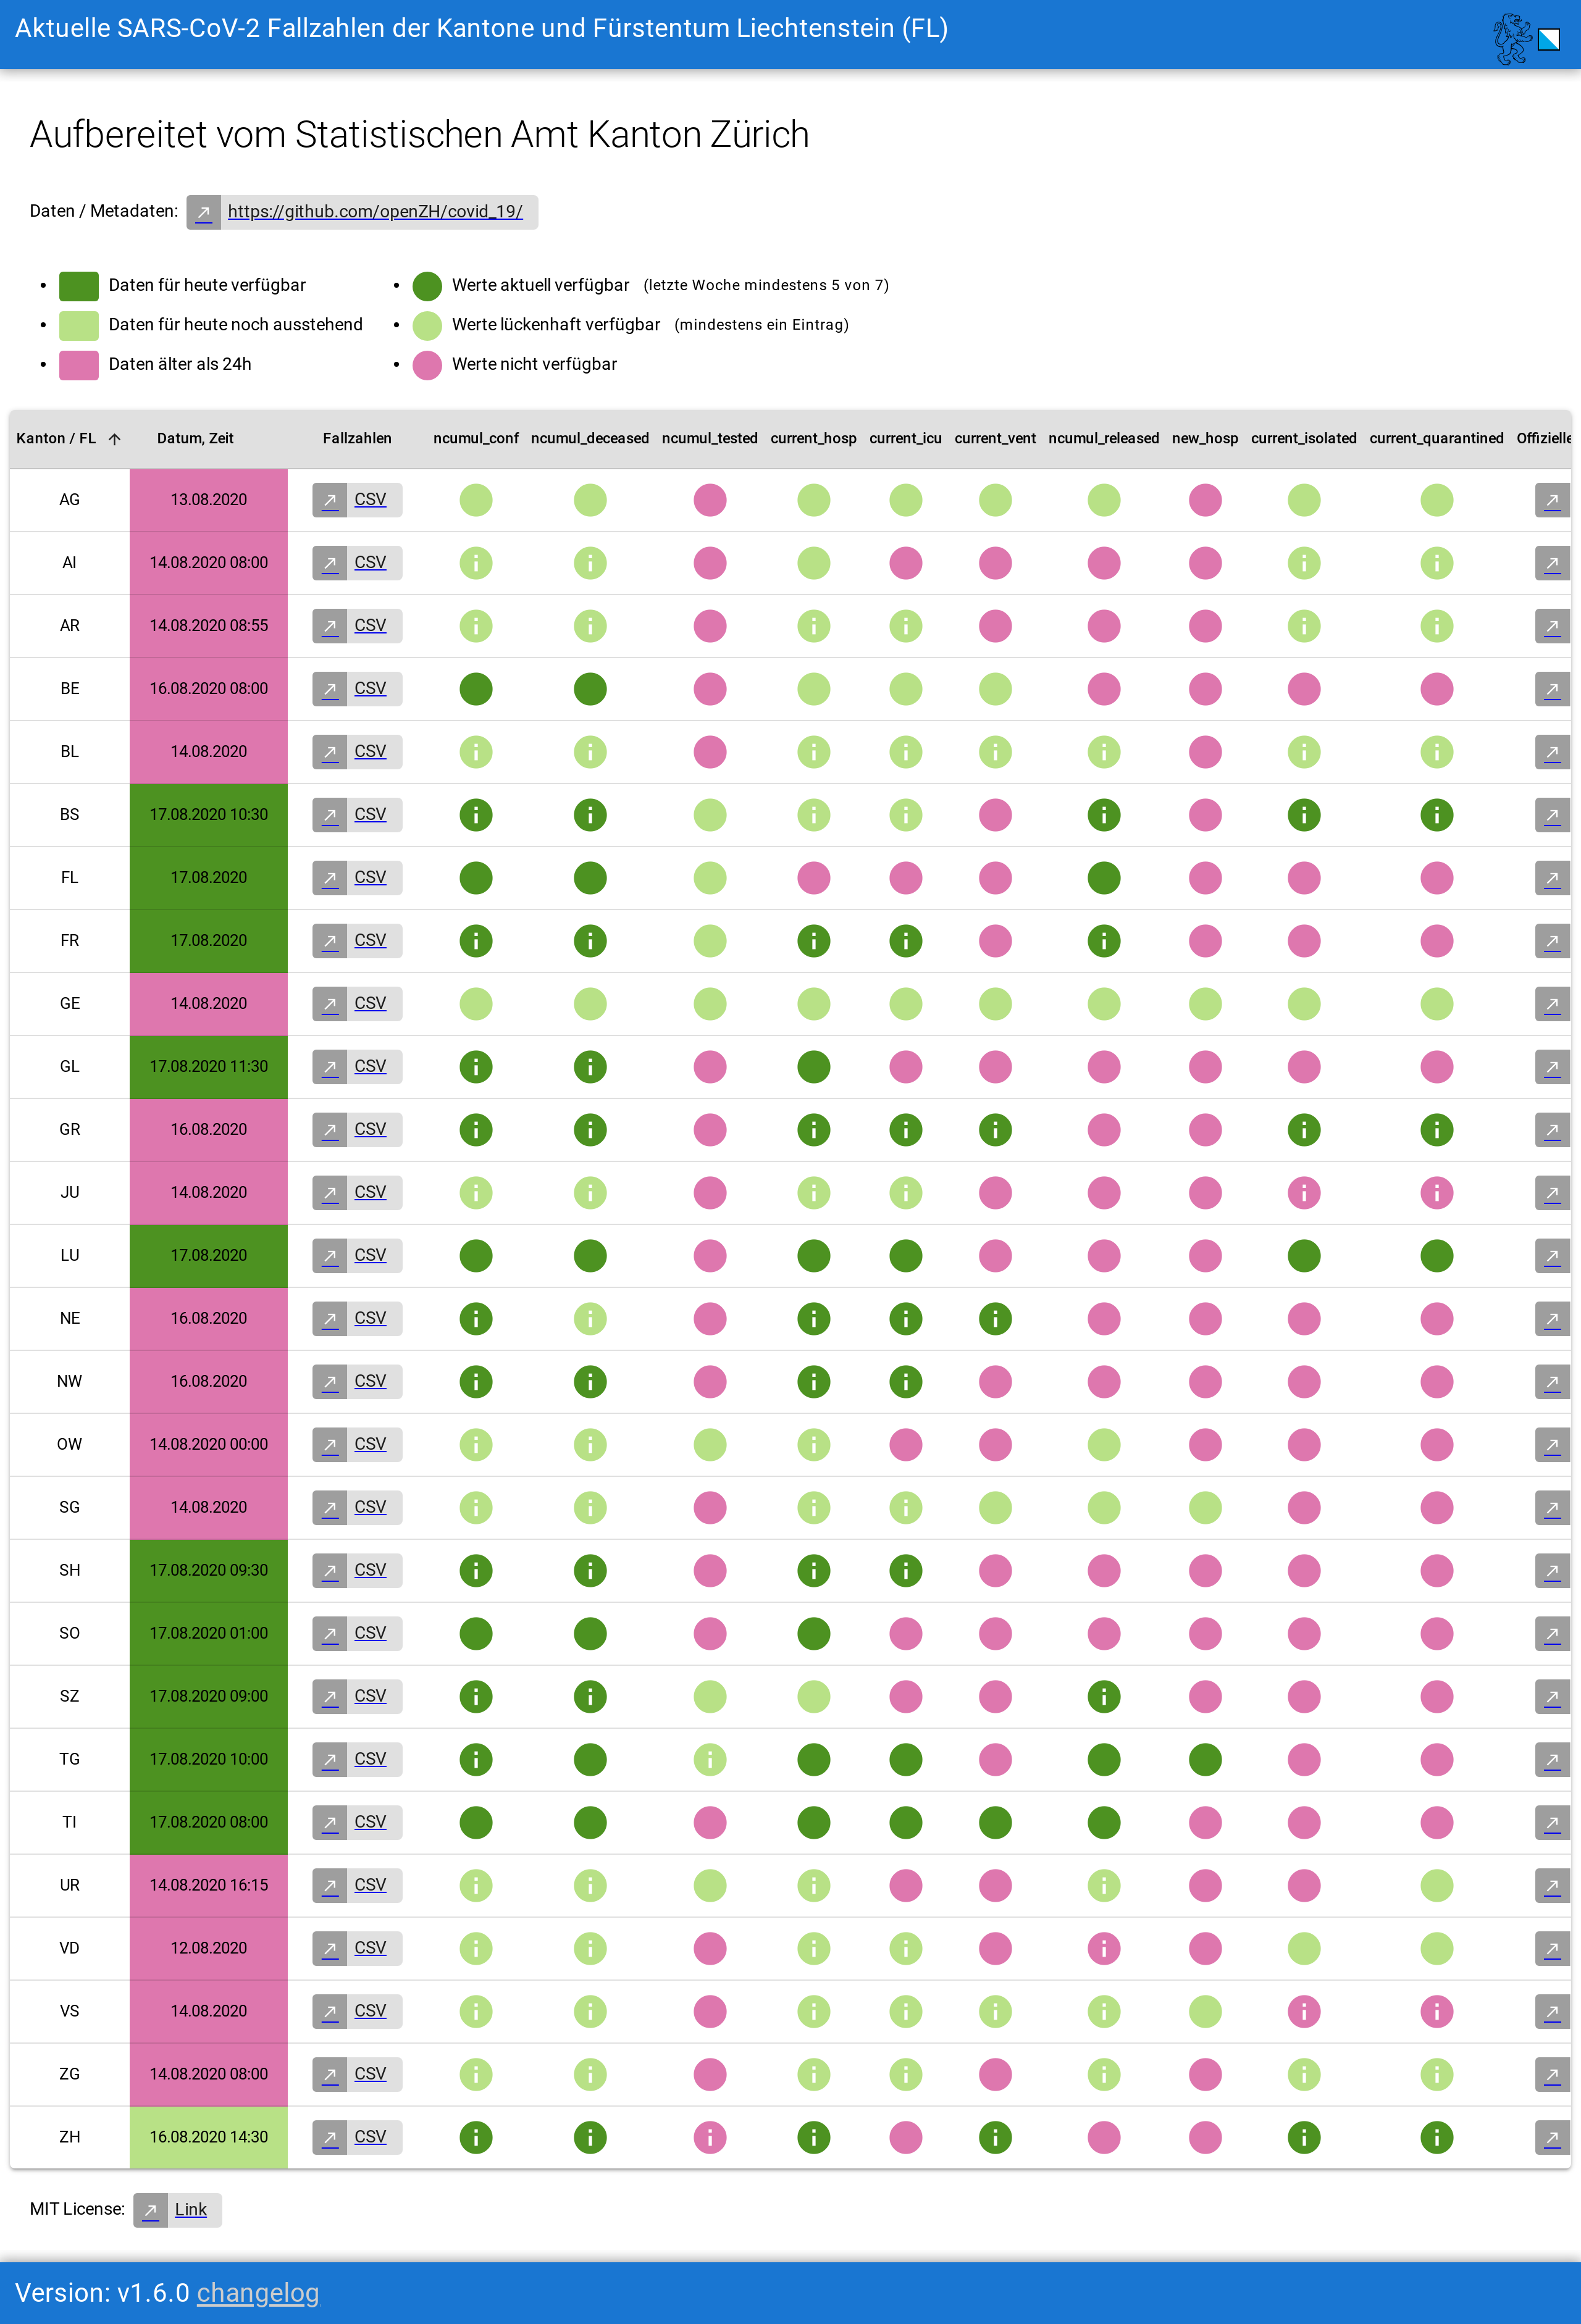 Aktuelle SARS-CoV-2 Fallzahlen der Kantone und Fürstentum Liechtenstein (FL)
Aufbereitet vom Statistischen Amt Kanton Zürich
Daten / Metadaten: https://github.com/openZH/covid_19/
Daten für heute verfügbar
Daten für heute noch ausstehend
Daten älter als 24h
Werte aktuell verfügbar (letzte Woche mindestens 5 von 7)
Werte lückenhaft verfügbar (mindestens ein Eintrag)
Werte nicht verfügbar
Kanton / FL Datum, Zeit Fallzahlen ncumul_conf ncumul_deceased ncumul_tested current_hosp current_icu current_vent ncumul_released new_hosp current_isolated current_quarantined Offizielle
AG 13.08.2020 CSV
AI 14.08.2020 08:00 CSV
AR 14.08.2020 08:55 CSV
BE 16.08.2020 08:00 CSV
BL 14.08.2020 CSV
BS 17.08.2020 10:30 CSV
FL 17.08.2020 CSV
FR 17.08.2020 CSV
GE 14.08.2020 CSV
GL 17.08.2020 11:30 CSV
GR 16.08.2020 CSV
JU 14.08.2020 CSV
LU 17.08.2020 CSV
NE 16.08.2020 CSV
NW 16.08.2020 CSV
OW 14.08.2020 00:00 CSV
SG 14.08.2020 CSV
SH 17.08.2020 09:30 CSV
SO 17.08.2020 01:00 CSV
SZ 17.08.2020 09:00 CSV
TG 17.08.2020 10:00 CSV
TI 17.08.2020 08:00 CSV
UR 14.08.2020 16:15 CSV
VD 12.08.2020 CSV
VS 14.08.2020 CSV
ZG 14.08.2020 08:00 CSV
ZH 16.08.2020 14:30 CSV
MIT License: Link
Version: v1.6.0 changelog